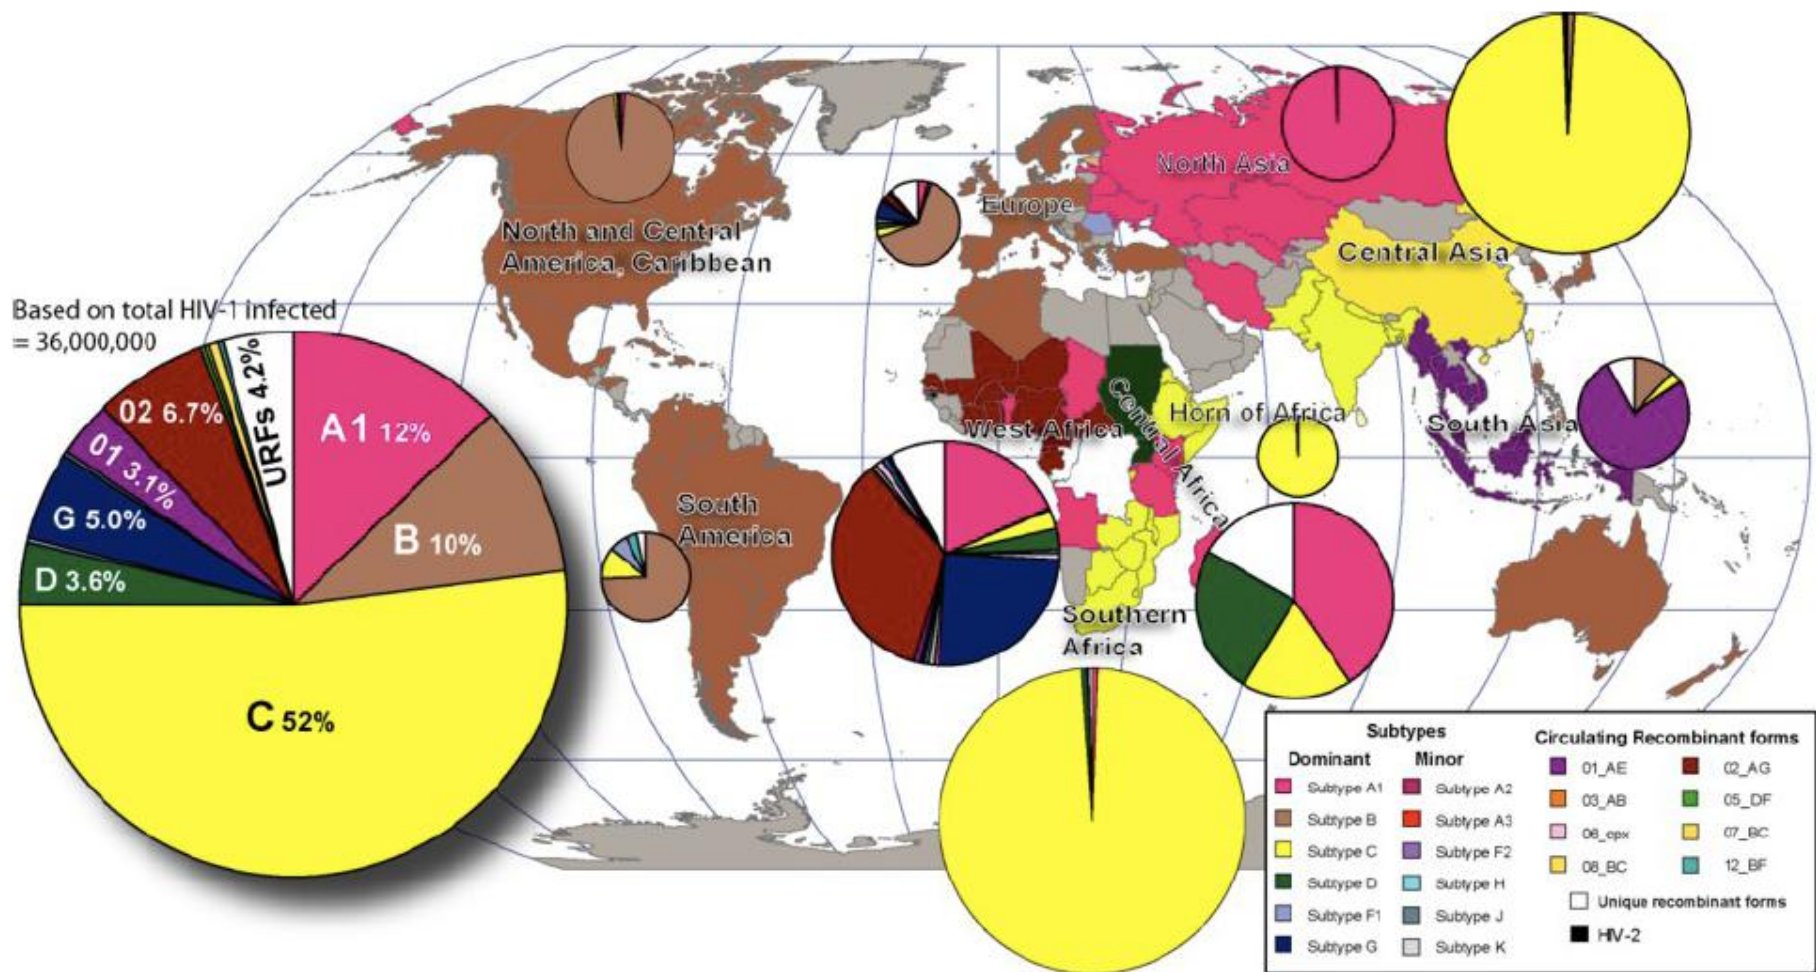 North and Central
America, Caribbean
Europe
North Asia
Central Asia
Based on total HIV-1 infected
= 36,000,000
A1 12%
B 10%
C 52%
D 3.6%
G 5.0%
01 3.1%
02 6.7%
URFs 4.2%
South
America
West Africa
Central Africa
Horn of Africa
South Asia
Southern
Africa
Subtypes
Dominant
Minor
Subtype A1
Subtype A2
Subtype B
Subtype A3
Subtype C
Subtype F2
Subtype D
Subtype H
Subtype F1
Subtype J
Subtype G
Subtype K
Circulating Recombinant forms
01_AE
02_AG
03_AB
05_DF
06_cpx
07_BC
08_BC
12_BF
Unique recombinant forms
HIV-2